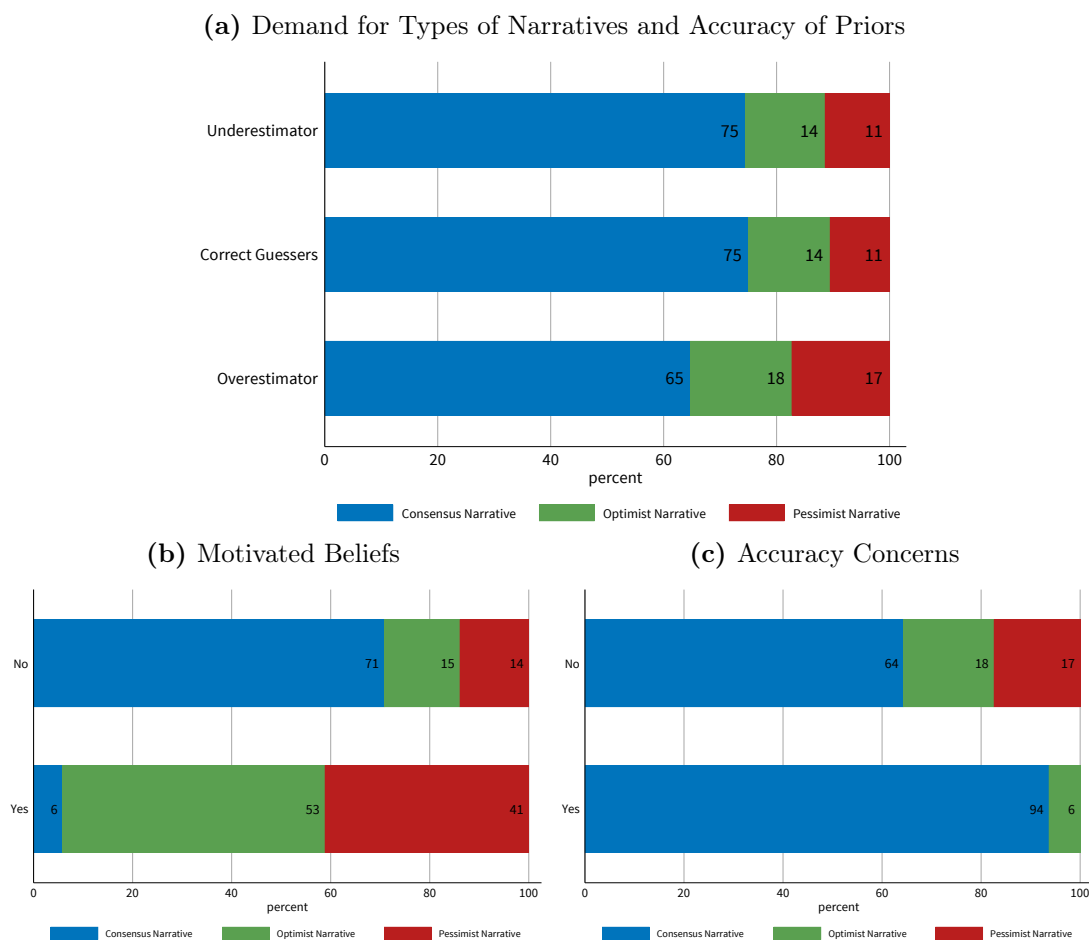 (a) Demand for Types of Narratives and Accuracy of Priors
Underestimator
75 14 11
Correct Guessers
75 14 11
Overestimator
65 18 17
0 20 40 60 80 100
percent
Consensus Narrative Optimist Narrative Pessimist Narrative
(b) Motivated Beliefs
No
71 15 14
Yes
6 53 41
0 20 40 60 80 100
percent
Consensus Narrative Optimist Narrative Pessimist Narrative
(c) Accuracy Concerns
No
64 18 17
Yes
94 6
0 20 40 60 80 100
percent
Consensus Narrative Optimist Narrative Pessimist Narrative